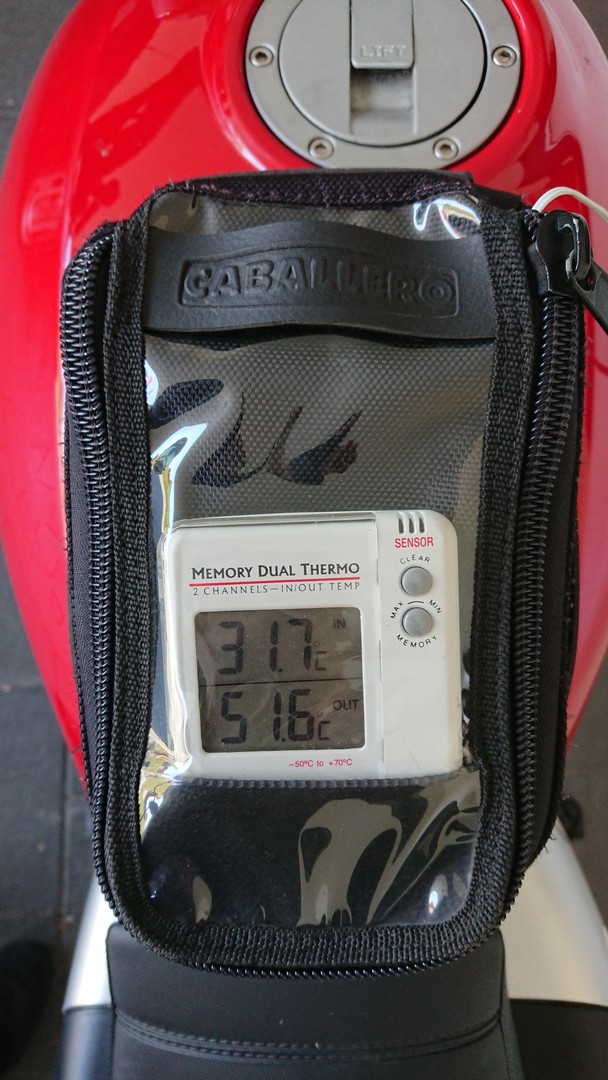 LIFT
CABALLERO
SENSOR
CLEAR
MEMORY DUAL THERMO
2 CHANNELS—IN/OUT TEMP
MAX MIN
MEMORY
31.7°C IN
51.6°C OUT
-50°C to +70°C